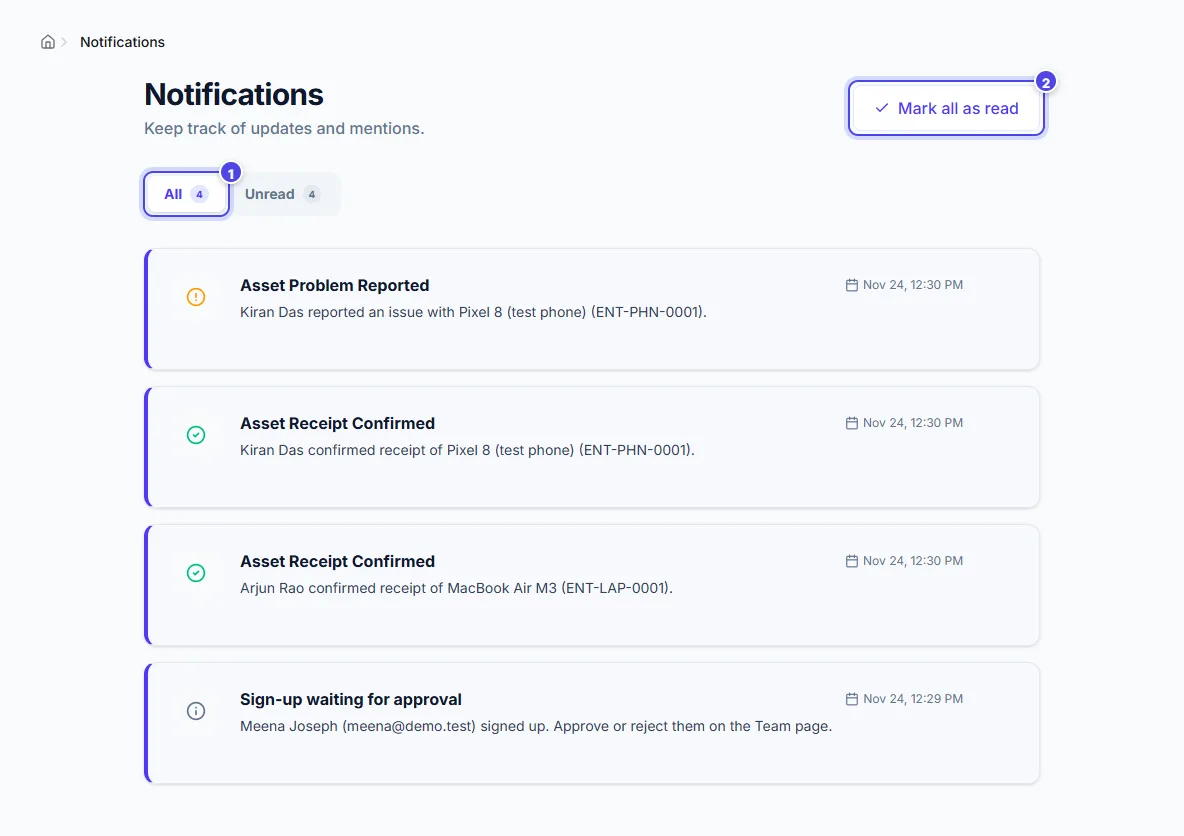 Notifications
Notifications
Keep track of updates and mentions.
2
Mark all as read
1
All 4
Unread 4
Asset Problem Reported
Nov 24, 12:30 PM
Kiran Das reported an issue with Pixel 8 (test phone) (ENT-PHN-0001).
Asset Receipt Confirmed
Nov 24, 12:30 PM
Kiran Das confirmed receipt of Pixel 8 (test phone) (ENT-PHN-0001).
Asset Receipt Confirmed
Nov 24, 12:30 PM
Arjun Rao confirmed receipt of MacBook Air M3 (ENT-LAP-0001).
Sign-up waiting for approval
Nov 24, 12:29 PM
Meena Joseph (meena@demo.test) signed up. Approve or reject them on the Team page.